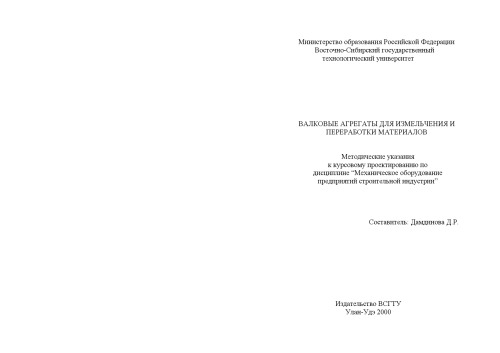 Министерство образования Российской Федерации
Восточно-Сибирский государственный
технологический университет
ВАЛКОВЫЕ АГРЕГАТЫ ДЛЯ ИЗМЕЛЬЧЕНИЯ И
ПЕРЕРАБОТКИ МАТЕРИАЛОВ
Методические указания
к курсовому проектированию по
дисциплине “Механическое оборудование
предприятий строительной индустрии”
Составитель: Дамдинова Д.Р.
Издательство ВСГТУ
Улан-Удэ 2000